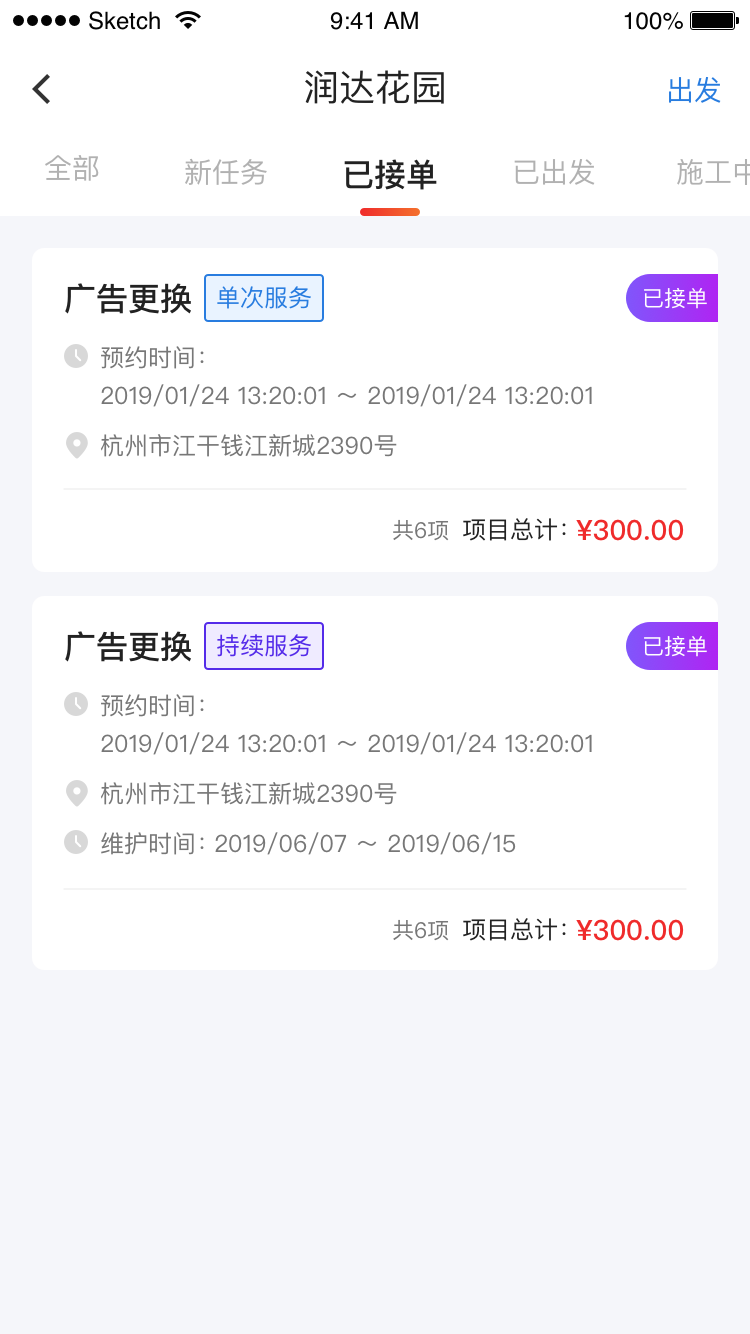 Sketch 9:41 AM 100%
润达花园 出发
全部 新任务 已接单 已出发 施工中
广告更换 单次服务 已接单
预约时间：
2019/01/24 13:20:01 ～ 2019/01/24 13:20:01
杭州市江干钱江新城2390号
共6项 项目总计：¥300.00
广告更换 持续服务 已接单
预约时间：
2019/01/24 13:20:01 ～ 2019/01/24 13:20:01
杭州市江干钱江新城2390号
维护时间：2019/06/07 ～ 2019/06/15
共6项 项目总计：¥300.00